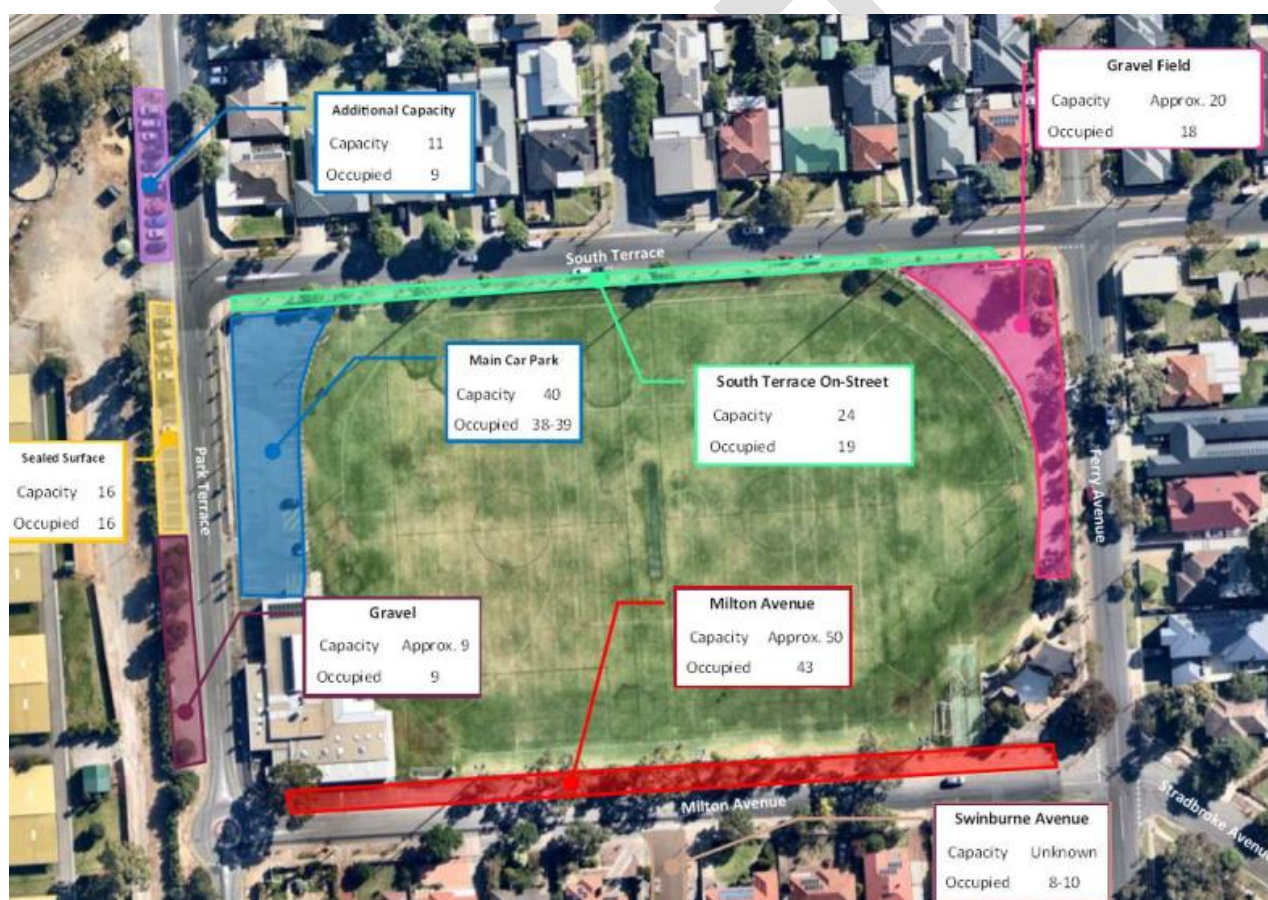 Gravel Field
Capacity Approx. 20
Occupied 18
Additional Capacity
Capacity 11
Occupied 9
South Terrace
Main Car Park
Capacity 40
Occupied 38-39
South Terrace On-Street
Capacity 24
Occupied 19
Sealed Surface
Capacity 16
Occupied 16
Park Terrace
Ferry Avenue
Gravel
Capacity Approx. 9
Occupied 9
Milton Avenue
Capacity Approx. 50
Occupied 43
Milton Avenue
Stradbroke Avenue
Swinburne Avenue
Capacity Unknown
Occupied 8-10